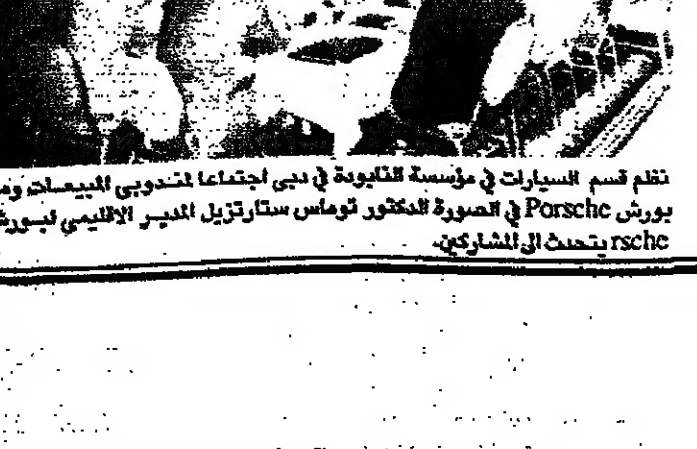 نظم قسم السيارات في مؤسسة النابودة في دبي اجتماعا لمندوبي المبيعات
بورش Porsche في الصورة الدكتور توماس ستارتزيل المدير الاقليمي لبورش
rsche يتحدث الى المشاركين.